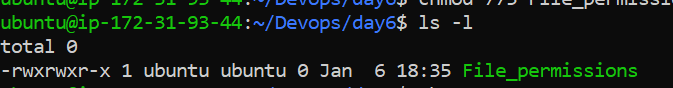 ubuntu@ip-172-31-93-44:~/Devops/day6$ chmod 775 File_permissi
ubuntu@ip-172-31-93-44:~/Devops/day6$ ls -l
total 0
-rwxrwxr-x 1 ubuntu ubuntu 0 Jan  6 18:35 File_permissions